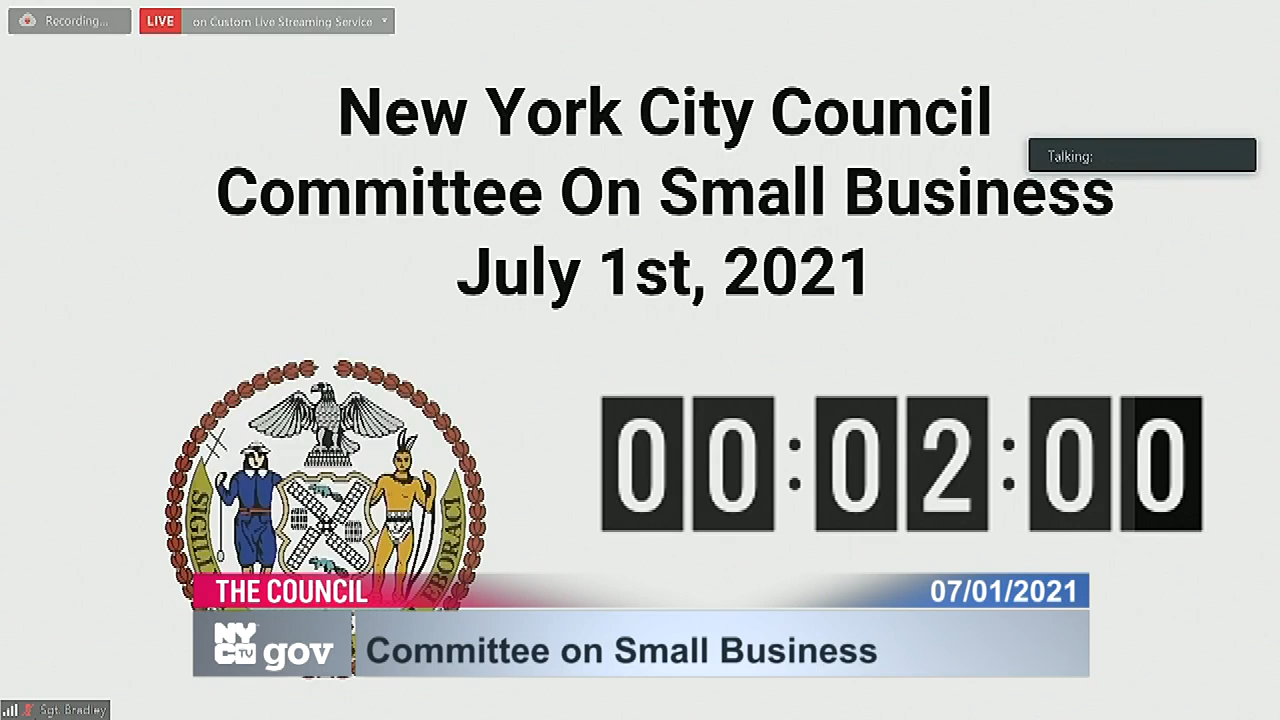 Recording...
LIVE on Custom Live Streaming Service
New York City Council
Talking:
Committee On Small Business
July 1st, 2021
00:02:00
SIGILL
EBORACI
THE COUNCIL
07/01/2021
NYC TV gov
Committee on Small Business
Sgt. Bradley